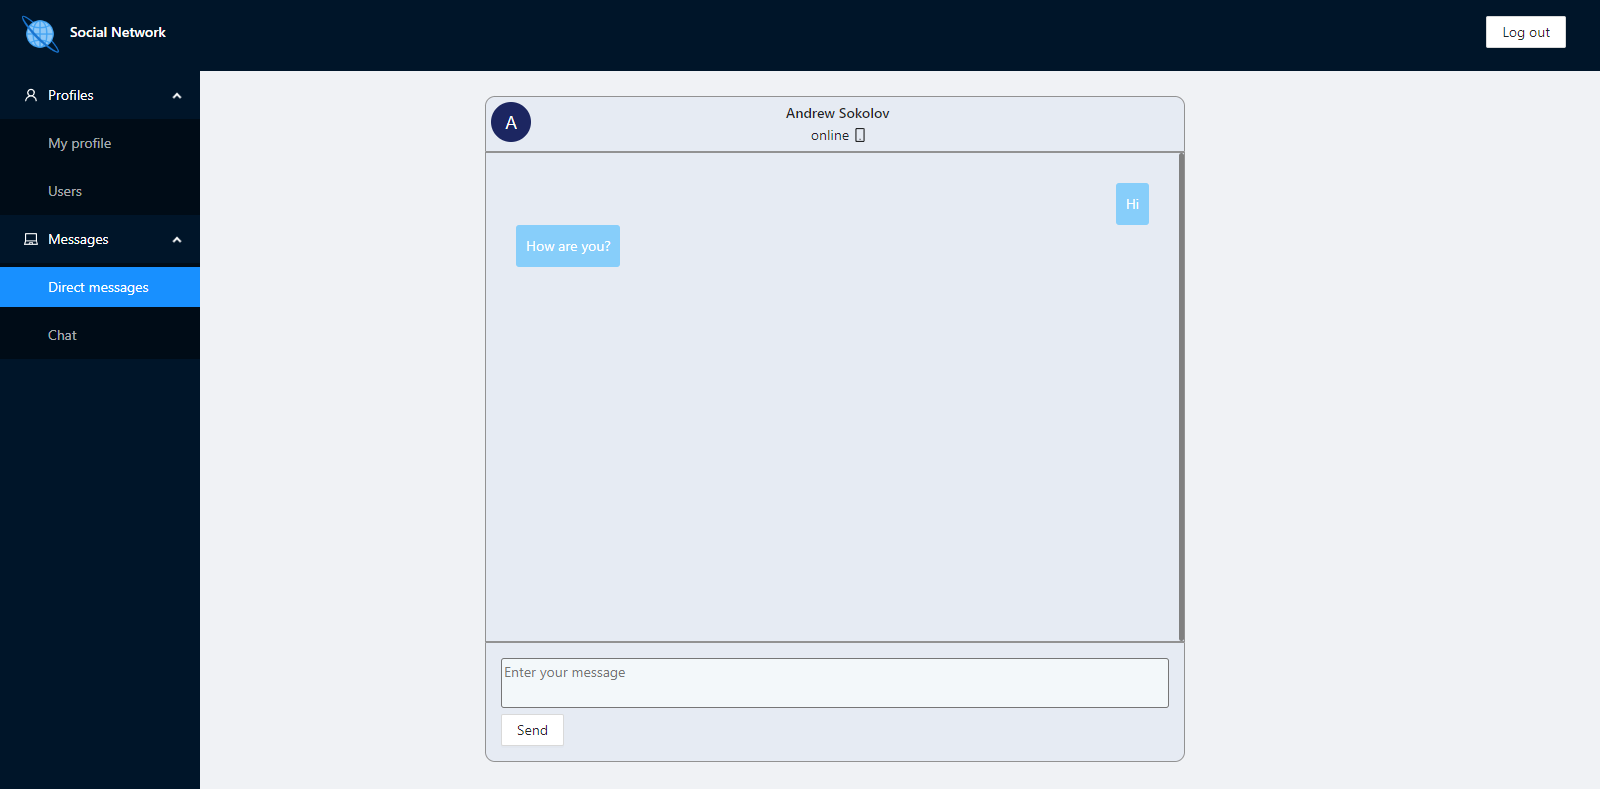 Social Network
Log out
Profiles
My profile
Users
Messages
Direct messages
Chat
A
Andrew Sokolov
online
Hi
How are you?
Enter your message
Send